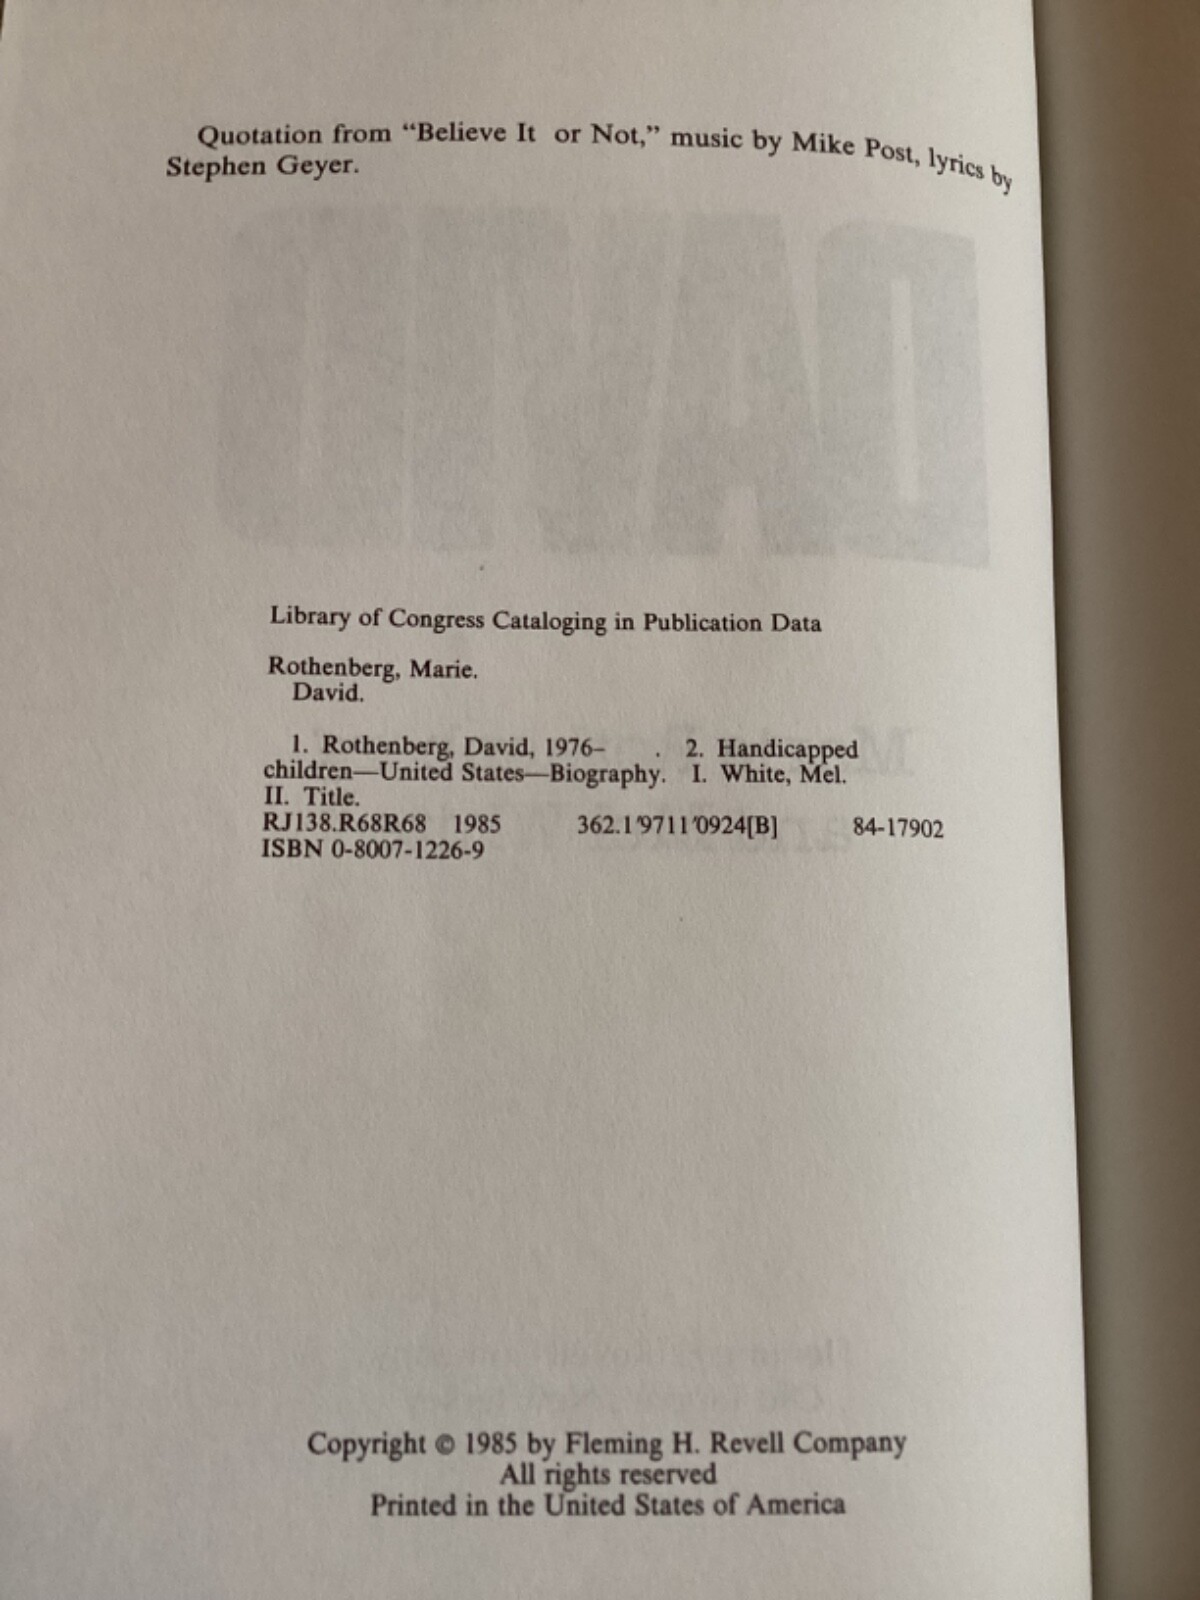 Quotation from “Believe It or Not,” music by Mike Post, lyrics by
Stephen Geyer.
DAVID
Library of Congress Cataloging in Publication Data
Rothenberg, Marie.
David.
1. Rothenberg, David, 1976– . 2. Handicapped
children—United States—Biography. I. White, Mel.
II. Title.
RJ138.R68R68 1985 362.1′9711′0924[B] 84-17902
ISBN 0-8007-1226-9
Copyright © 1985 by Fleming H. Revell Company
All rights reserved
Printed in the United States of America